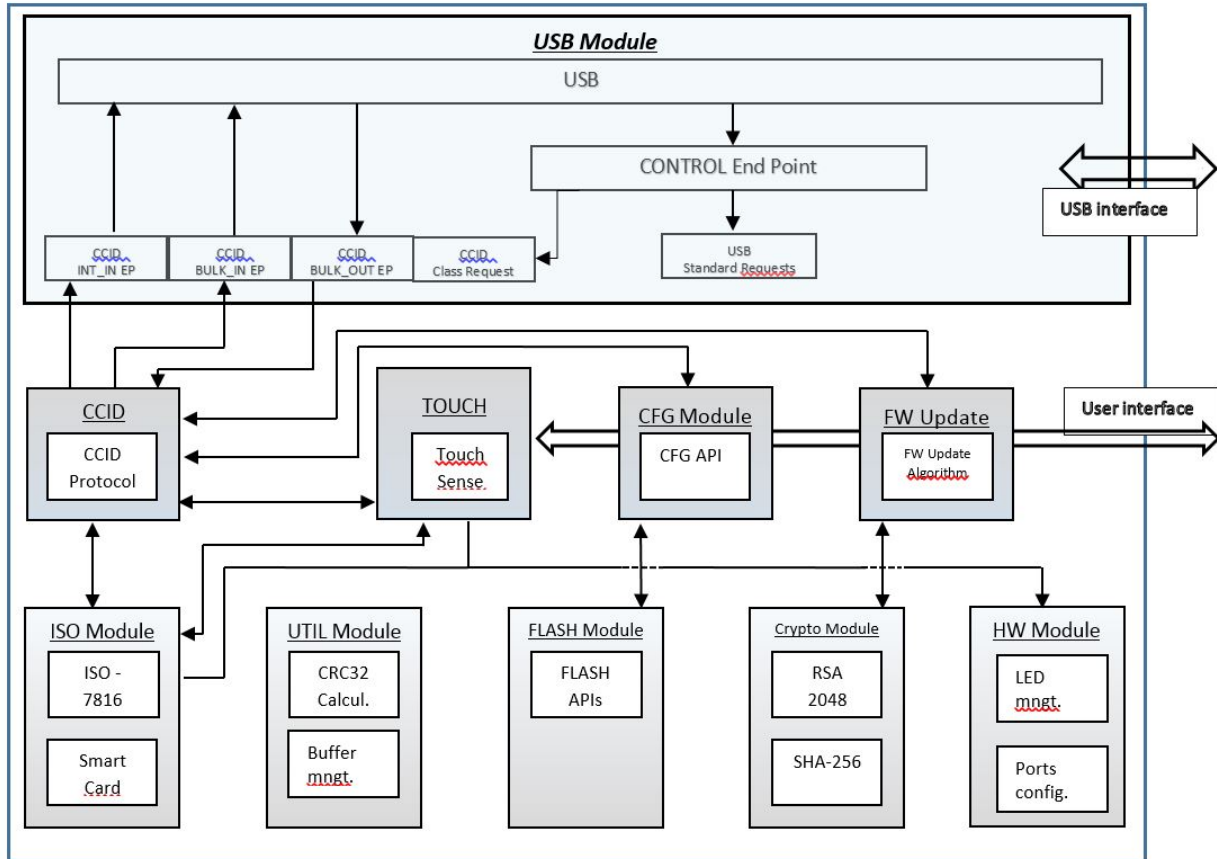 USB Module
USB
CONTROL End Point
USB interface
CCID
INT_IN EP
CCID
BULK_IN EP
CCID
BULK_OUT EP
CCID
Class Request
USB
Standard Requests
CCID
CCID
Protocol
TOUCH
Touch
Sense
CFG Module
CFG API
FW Update
FW Update
Algorithm
User interface
ISO Module
ISO -
7816
Smart
Card
UTIL Module
CRC32
Calcul.
Buffer
mngt.
FLASH Module
FLASH
APIs
Crypto Module
RSA
2048
SHA-256
HW Module
LED
mngt.
Ports
config.